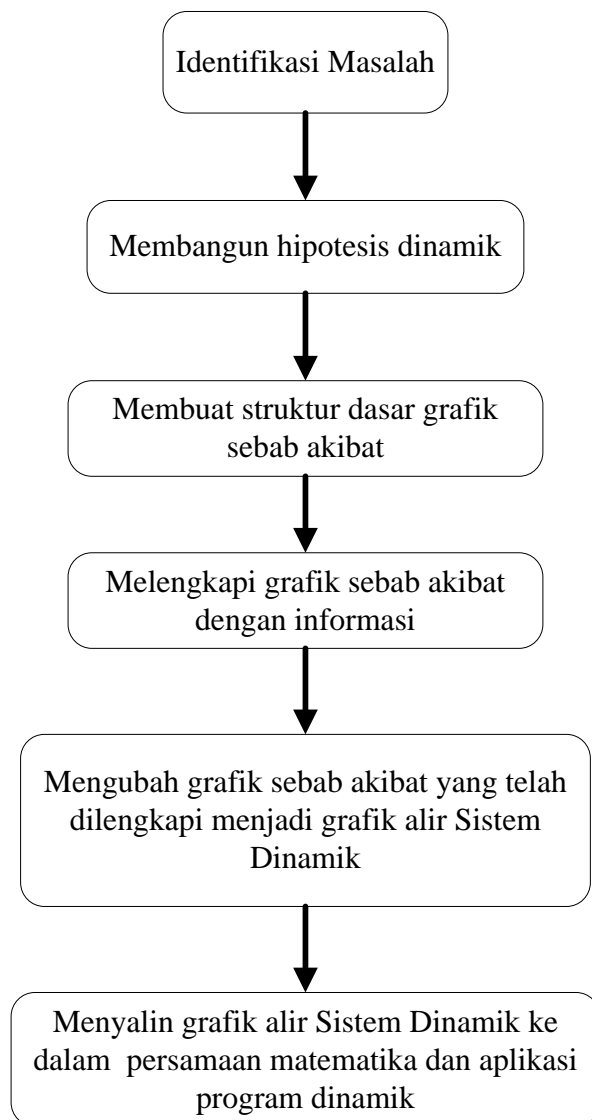 Identifikasi Masalah
Membangun hipotesis dinamik
Membuat struktur dasar grafik
sebab akibat
Melengkapi grafik sebab akibat
dengan informasi
Mengubah grafik sebab akibat yang telah
dilengkapi menjadi grafik alir Sistem
Dinamik
Menyalin grafik alir Sistem Dinamik ke
dalam persamaan matematika dan aplikasi
program dinamik